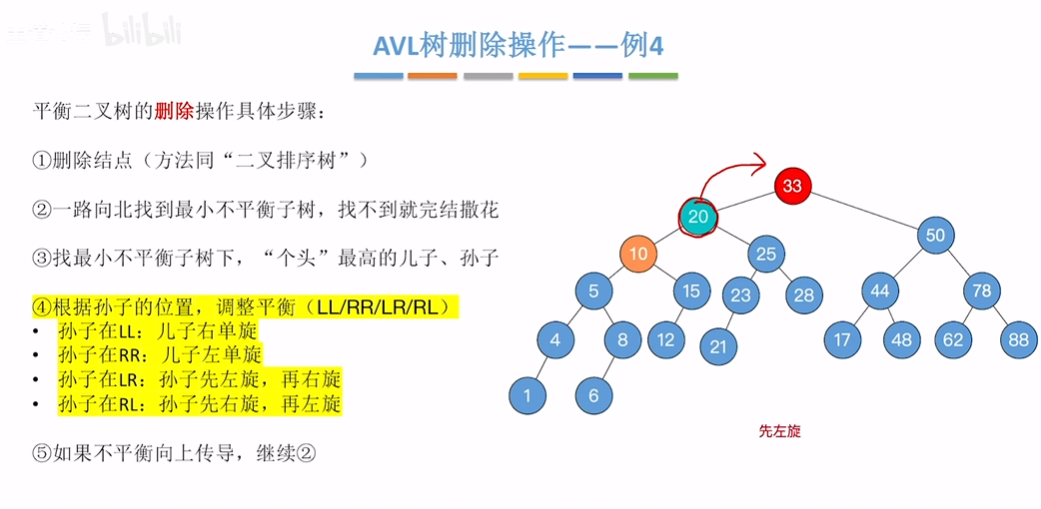 bilibili
AVL树删除操作——例4
平衡二叉树的删除操作具体步骤：
①删除结点（方法同“二叉排序树”）
②一路向北找到最小不平衡子树，找不到就完结撒花
③找最小不平衡子树下，“个头”最高的儿子、孙子
④根据孙子的位置，调整平衡（LL/RR/LR/RL）
• 孙子在LL：儿子右单旋
• 孙子在RR：儿子左单旋
• 孙子在LR：孙子先左旋，再右旋
• 孙子在RL：孙子先右旋，再左旋
⑤如果不平衡向上传导，继续②
33
20
50
10
25
44
78
5
15
23
28
17
48
62
88
4
8
12
21
1
6
先左旋